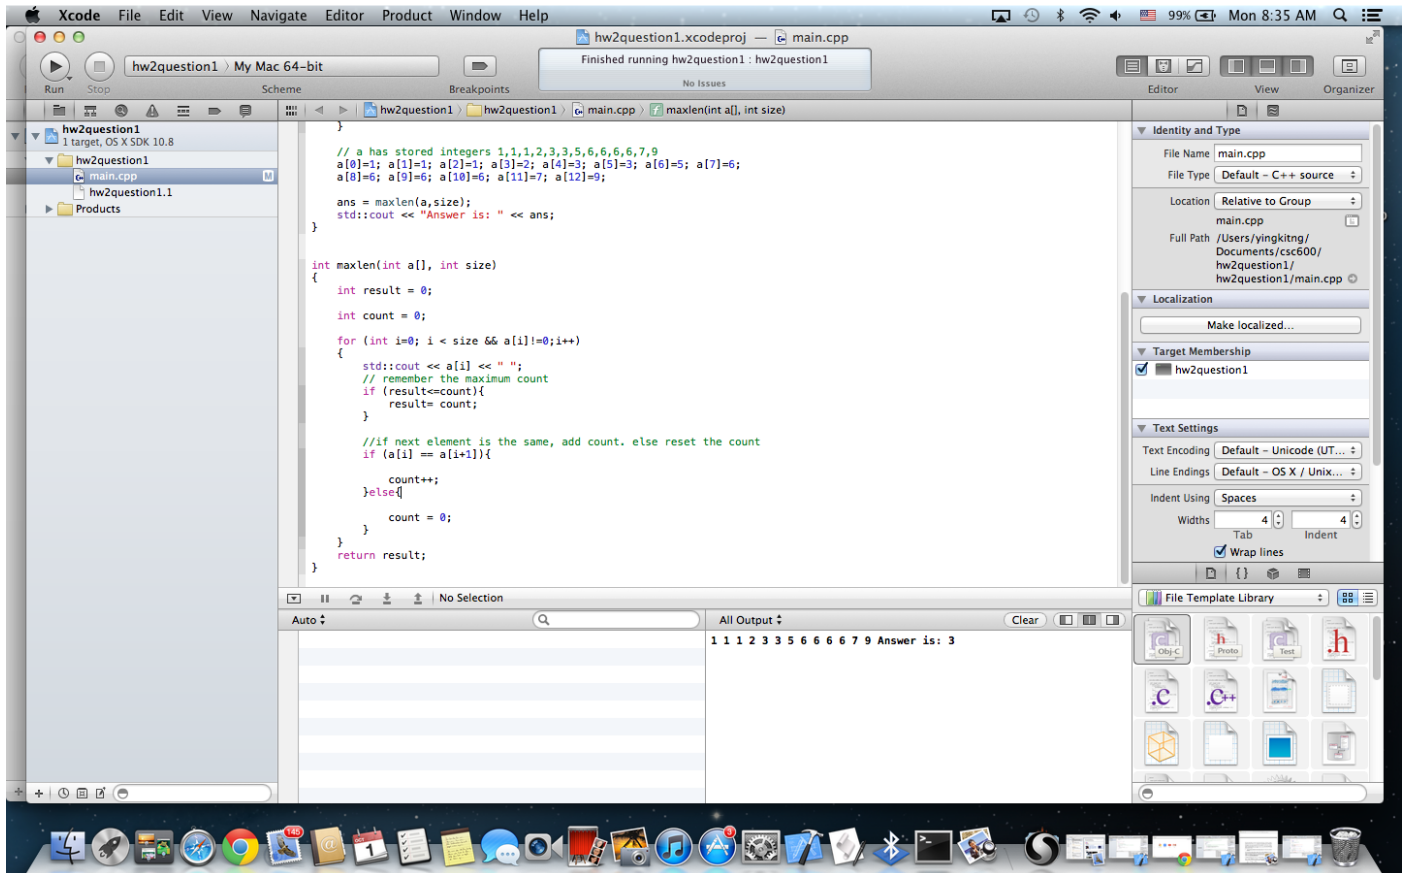 Xcode File Edit View Navigate Editor Product Window Help 99% Mon 8:35 AM
hw2question1.xcodeproj — main.cpp
hw2question1 〉 My Mac 64-bit
Finished running hw2question1 : hw2question1
No Issues
Run Stop Scheme Breakpoints Editor View Organizer
hw2question1 〉 hw2question1 〉 main.cpp 〉 maxlen(int a[], int size)
hw2question1
1 target, OS X SDK 10.8
hw2question1
main.cpp M
hw2question1.1
Products
}
// a has stored integers 1,1,1,2,3,3,5,6,6,6,6,7,9
a[0]=1; a[1]=1; a[2]=1; a[3]=2; a[4]=3; a[5]=3; a[6]=5; a[7]=6;
a[8]=6; a[9]=6; a[10]=6; a[11]=7; a[12]=9;
ans = maxlen(a,size);
std::cout << "Answer is: " << ans;
}
int maxlen(int a[], int size)
{
int result = 0;
int count = 0;
for (int i=0; i < size && a[i]!=0;i++)
{
std::cout << a[i] << " ";
// remember the maximum count
if (result<=count){
result= count;
}
//if next element is the same, add count. else reset the count
if (a[i] == a[i+1]){
count++;
}else{
count = 0;
}
}
return result;
}
Identity and Type
File Name main.cpp
File Type Default – C++ source
Location Relative to Group
main.cpp
Full Path /Users/yingkitng/
Documents/csc600/
hw2question1/
hw2question1/main.cpp
Localization
Make localized...
Target Membership
hw2question1
Text Settings
Text Encoding Default – Unicode (UT...
Line Endings Default – OS X / Unix...
Indent Using Spaces
Widths 4 4
Tab Indent
Wrap lines
{}
No Selection
Auto
All Output Clear
1 1 1 2 3 3 5 6 6 6 6 7 9 Answer is: 3
File Template Library
Obj-C
h
Proto
Test
.h
.c
.C++
145
1
3